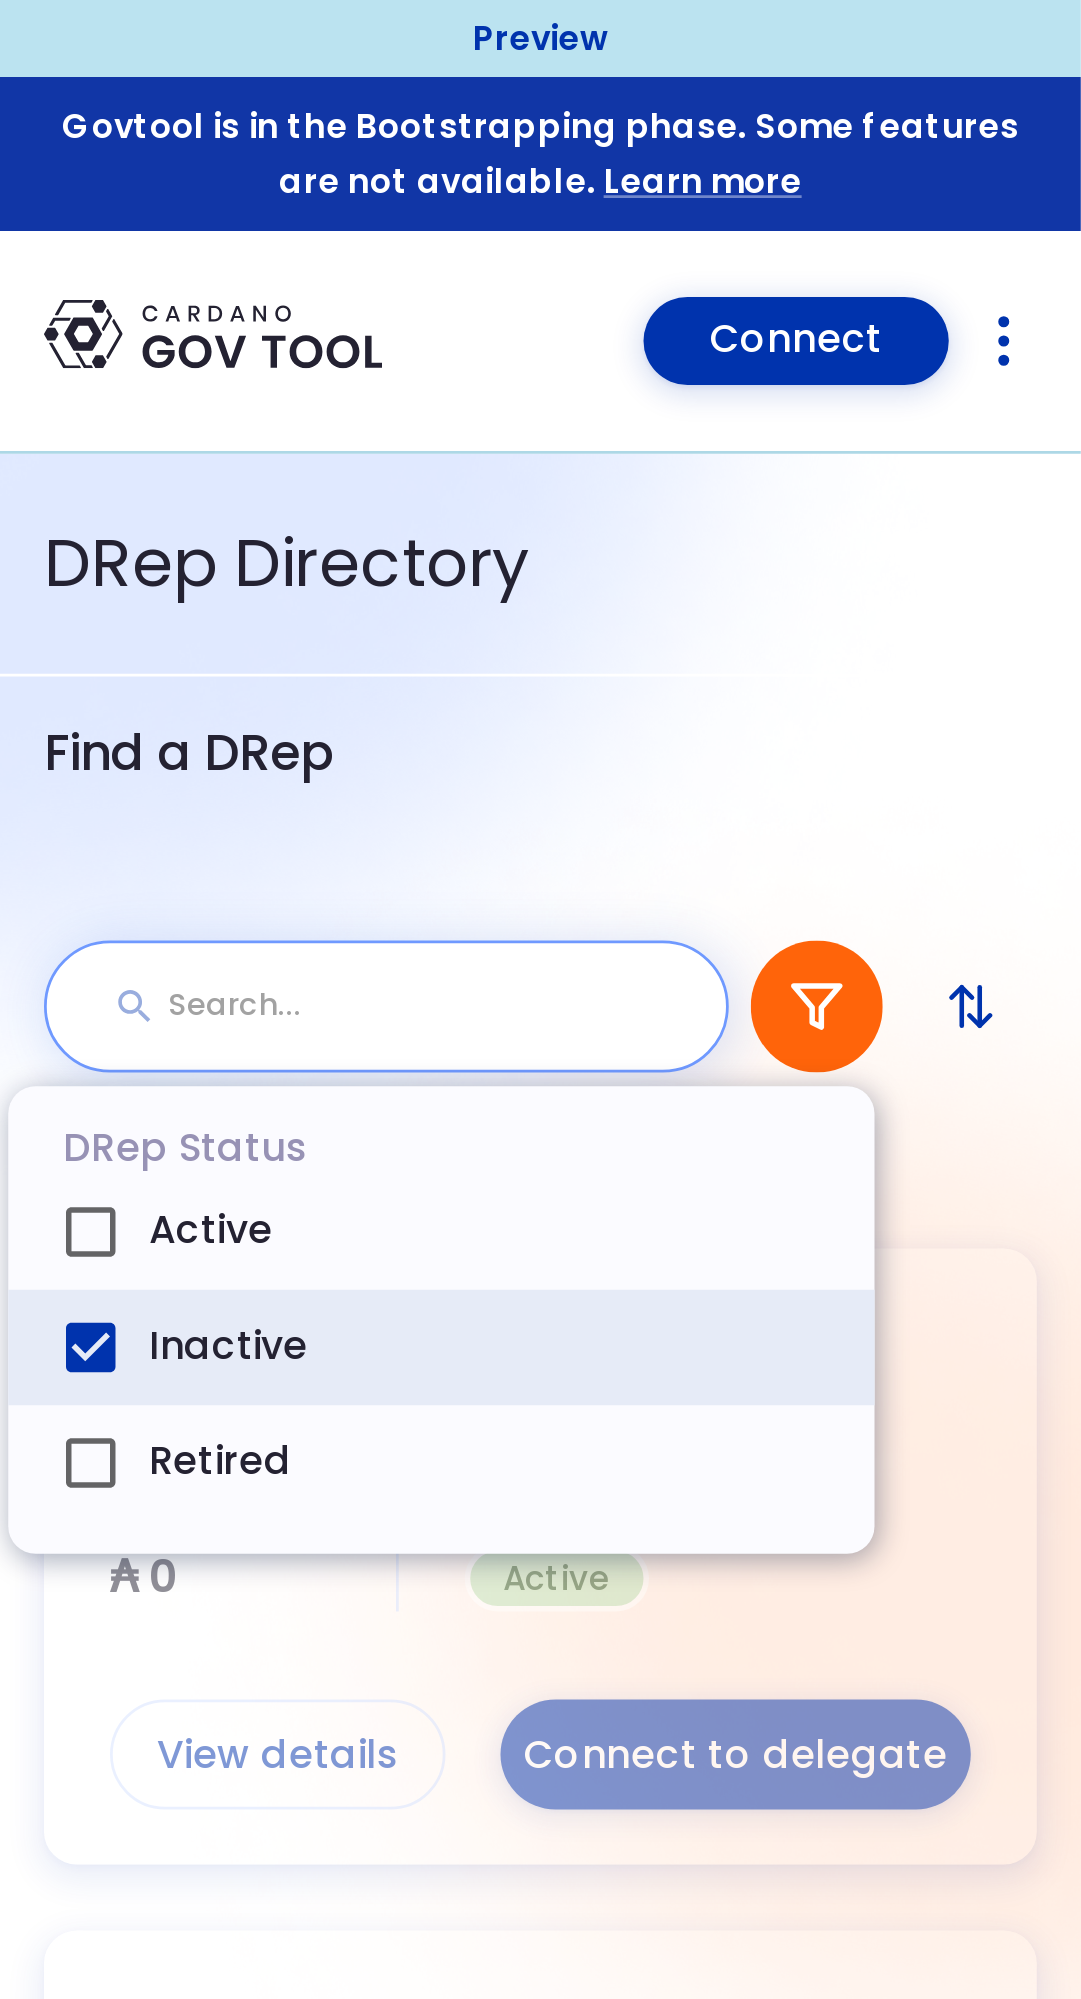 Preview
Govtool is in the Bootstrapping phase. Some features
are not available. Learn more
CARDANO
GOV TOOL
Connect
DRep Directory
Find a DRep
Search...
DRep Status
Active
Inactive
Retired
₳ 0
Active
View details
Connect to delegate